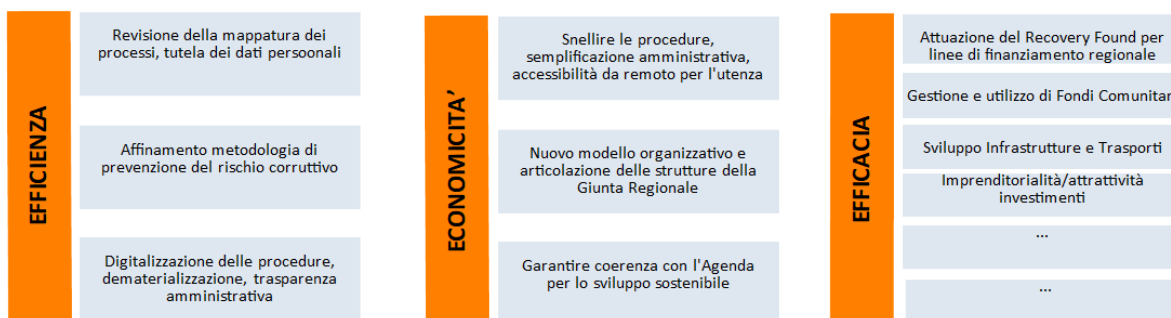 EFFICIENZA
Revisione della mappatura dei
processi, tutela dei dati persoonali
Affinamento metodologia di
prevenzione del rischio corruttivo
Digitalizzazione delle procedure,
dematerializzazione, trasparenza
amministrativa
ECONOMICITA’
Snellire le procedure,
semplificazione amministrativa,
accessibilità da remoto per l'utenza
Nuovo modello organizzativo e
articolazione delle strutture della
Giunta Regionale
Garantire coerenza con l'Agenda
per lo sviluppo sostenibile
EFFICACIA
Attuazione del Recovery Found per
linee di finanziamento regionale
Gestione e utilizzo di Fondi Comunitar
Sviluppo Infrastrutture e Trasporti
Imprenditorialità/attrattività
investimenti
...
...